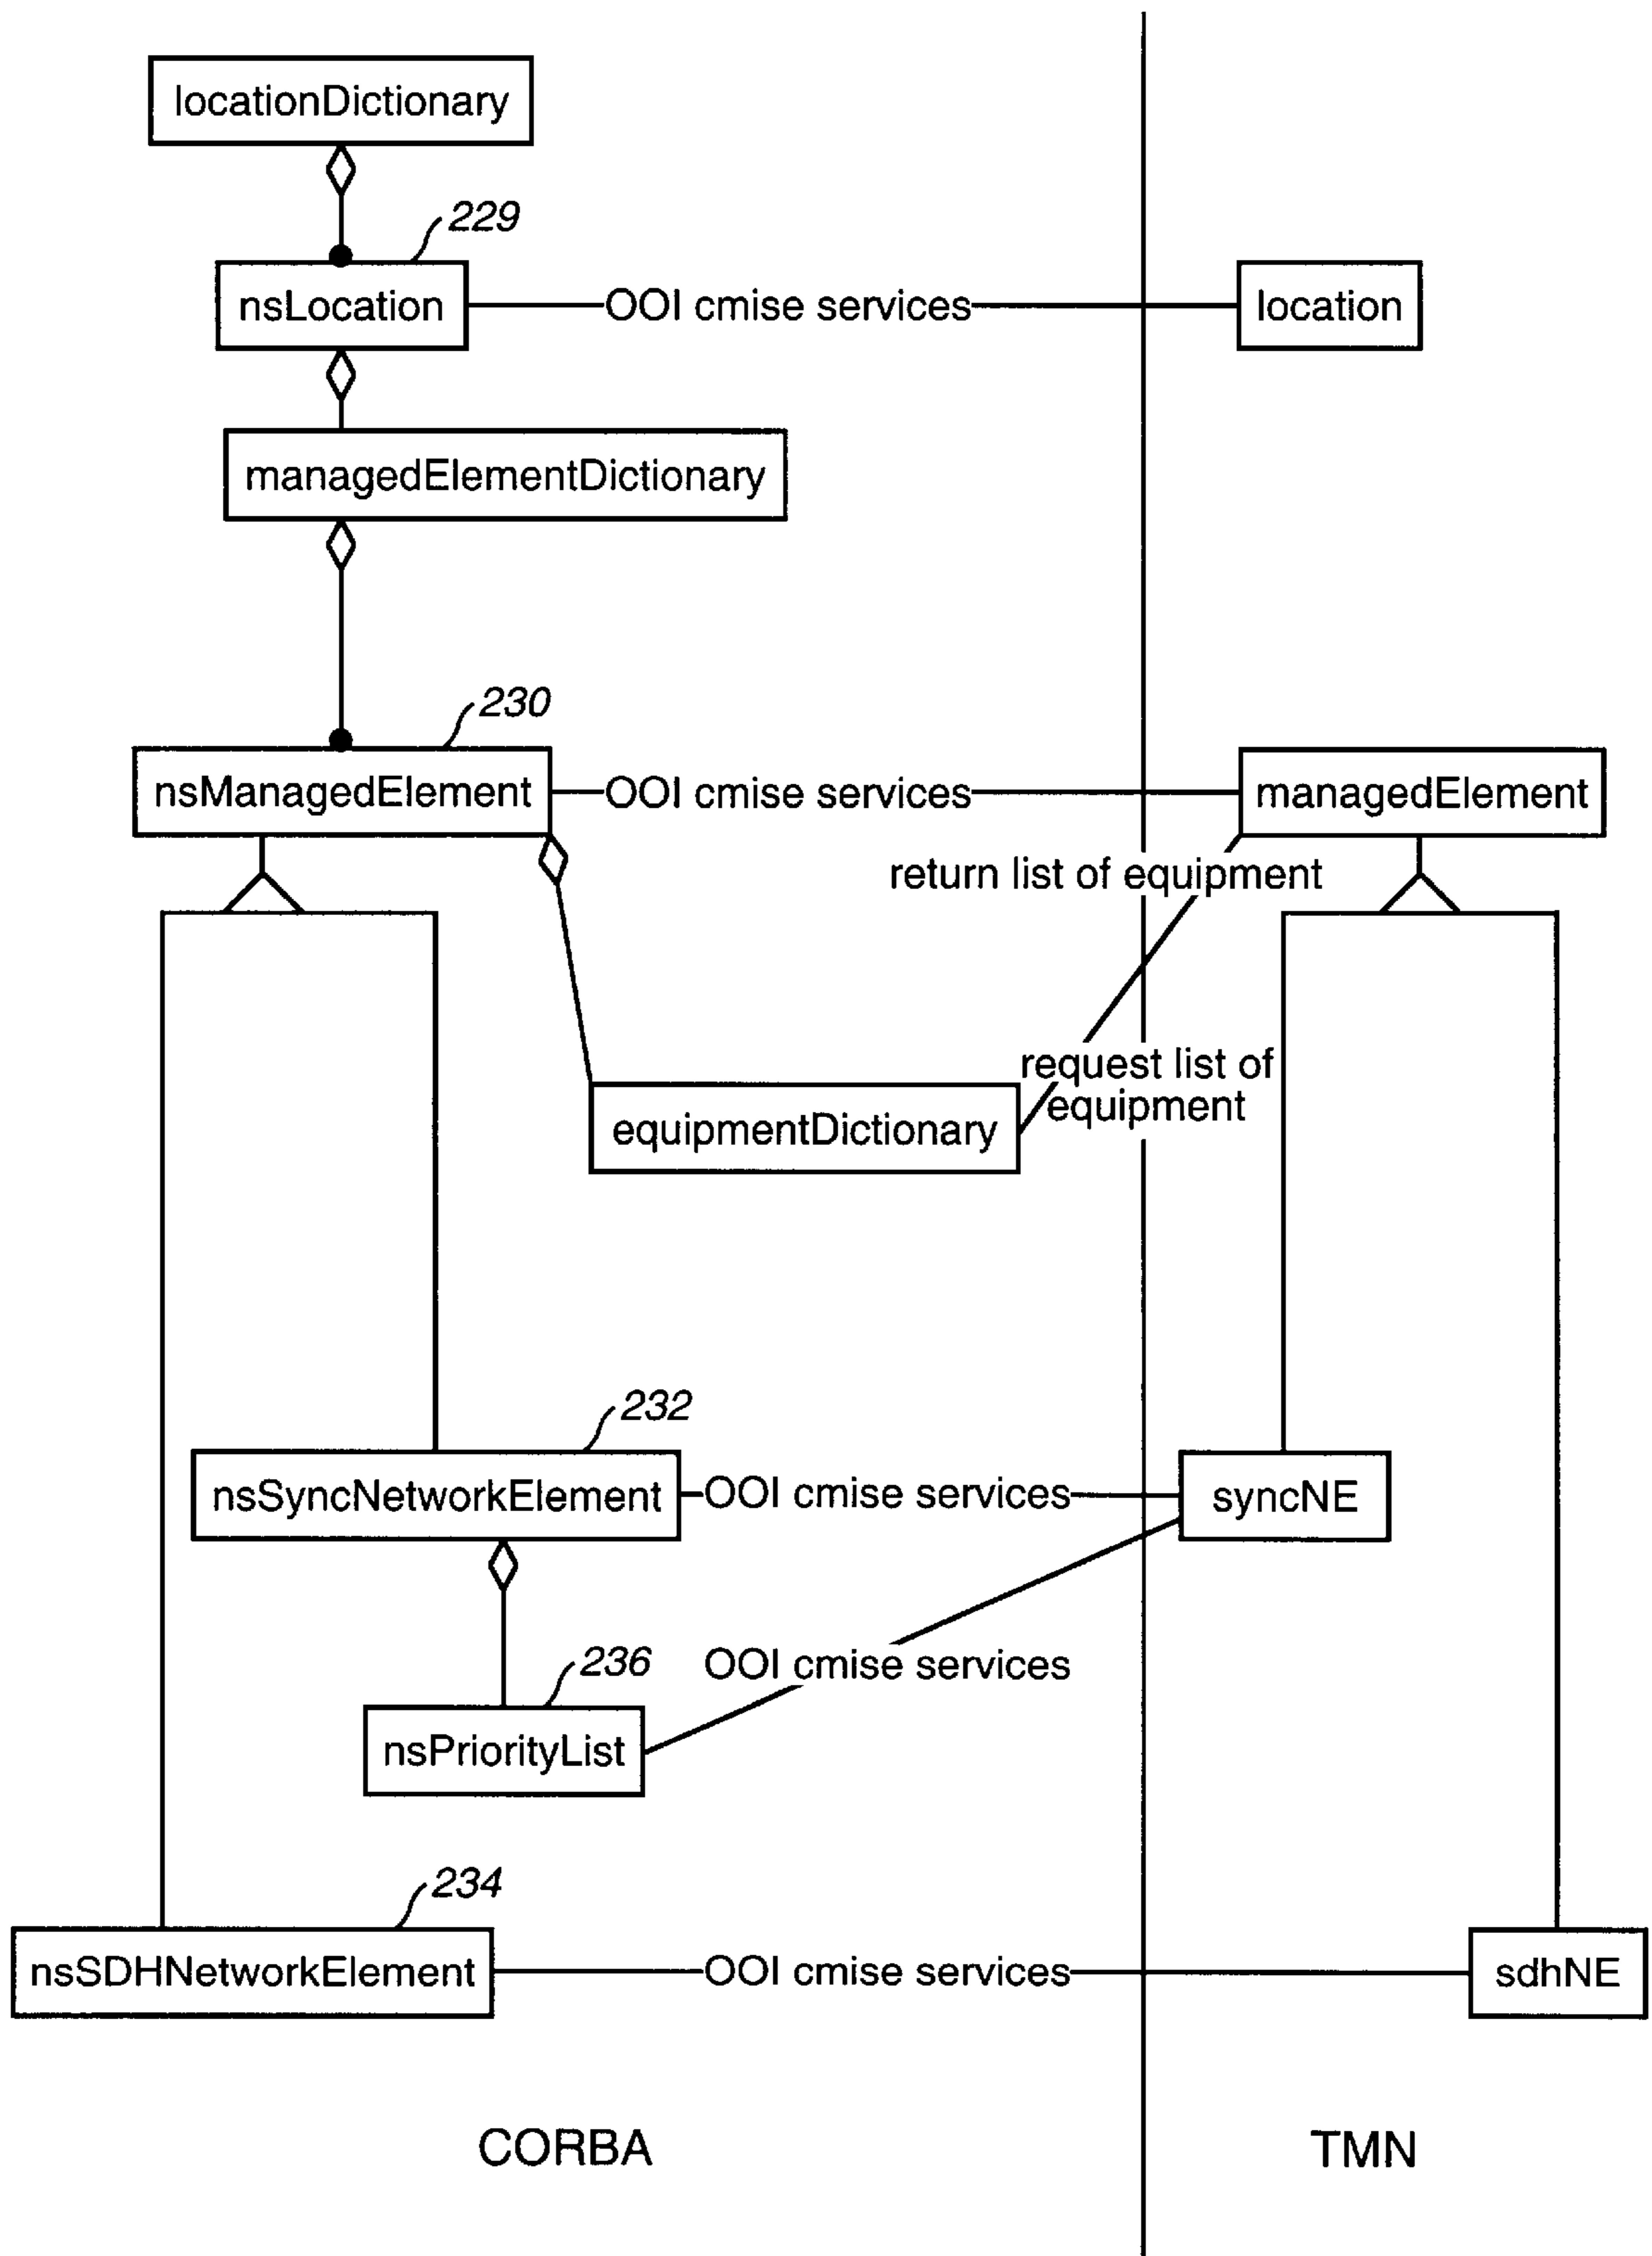 locationDictionary
229
nsLocation
OOI cmise services
location
managedElementDictionary
230
nsManagedElement
OOI cmise services
managedElement
return list of equipment
request list of
equipment
equipmentDictionary
232
nsSyncNetworkElement
OOI cmise services
syncNE
236
OOI cmise services
nsPriorityList
234
nsSDHNetworkElement
OOI cmise services
sdhNE
CORBA
TMN